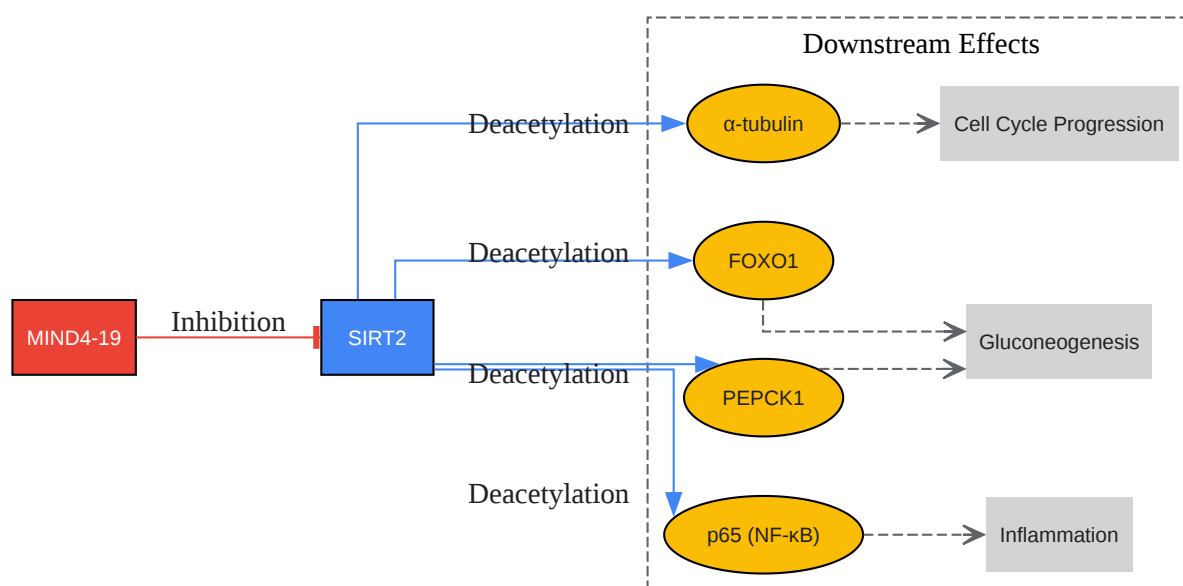 Downstream Effects
Deacetylation
α-tubulin
Cell Cycle Progression
Deacetylation
FOXO1
MIND4-19
Inhibition
SIRT2
Gluconeogenesis
Deacetylation
PEPCK1
Deacetylation
p65 (NF-κB)
Inflammation